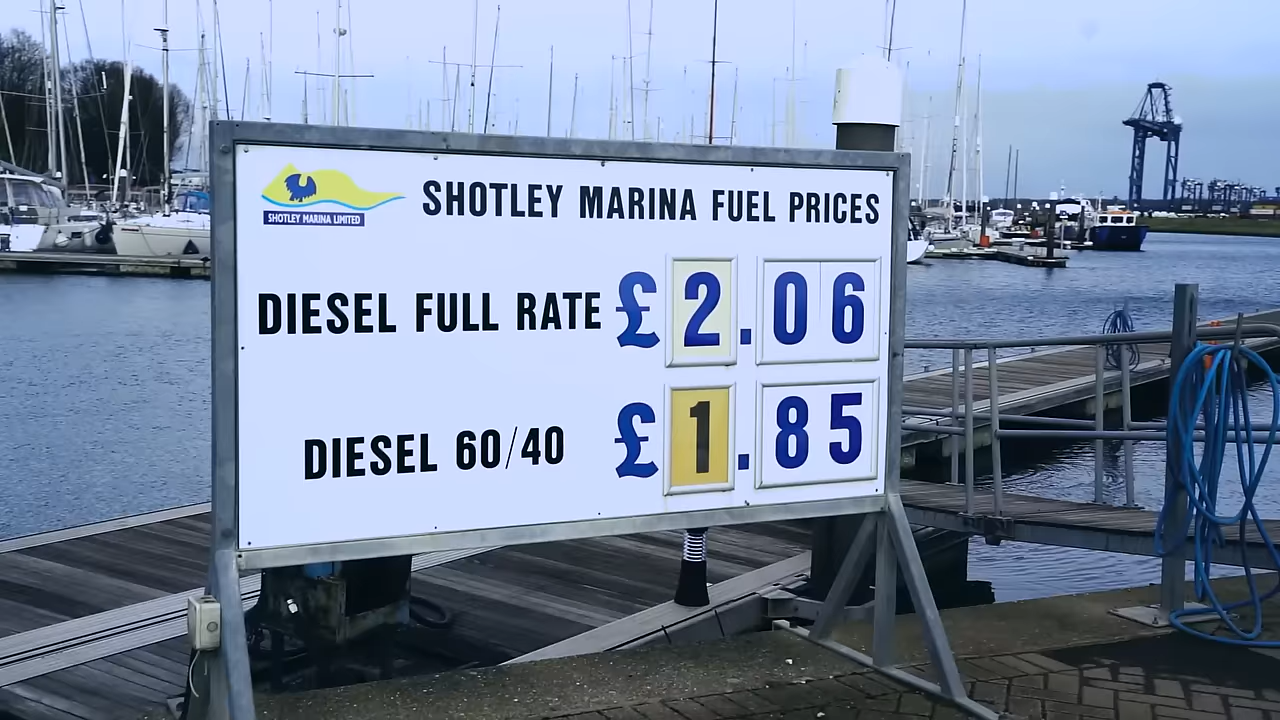 SHOTLEY MARINA LIMITED
SHOTLEY MARINA FUEL PRICES
DIESEL FULL RATE £2.06
DIESEL 60/40 £1.85